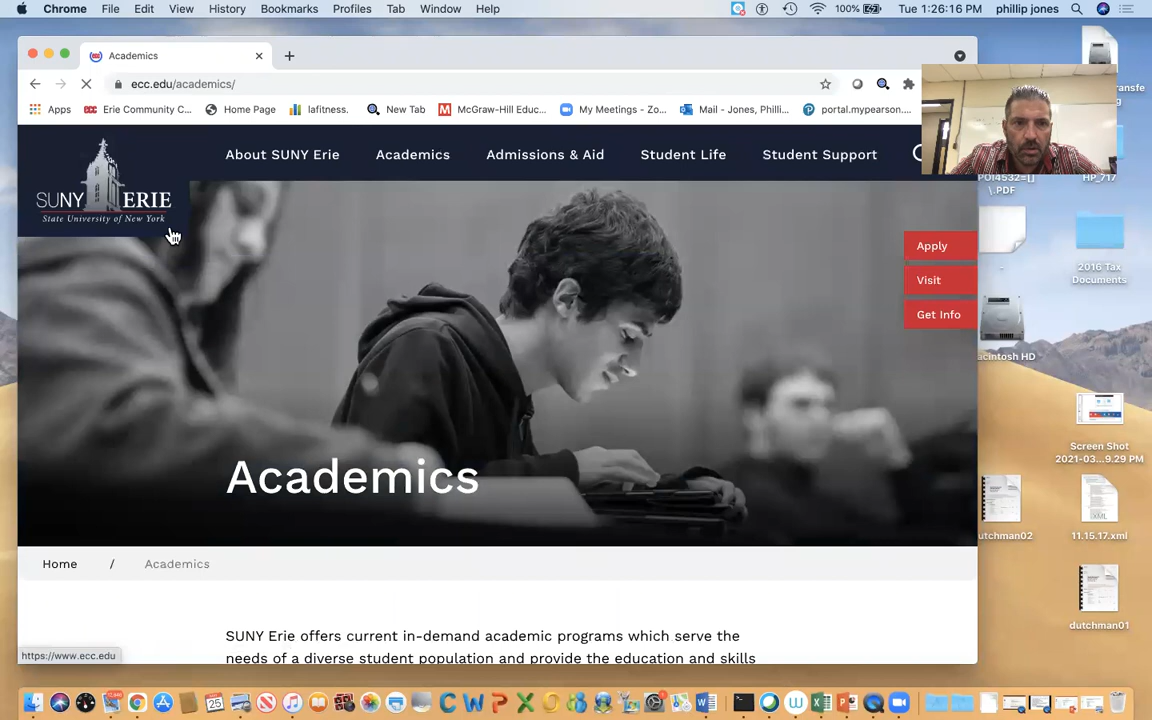 Chrome File Edit View History Bookmarks Profiles Tab Window Help 100% Tue 1:26:16 PM phillip jones
Academics
ecc.edu/academics/
Apps Erie Community C... Home Page lafitness. New Tab McGraw-Hill Educ... My Meetings - Zo... Mail - Jones, Philli... portal.mypearson....
About SUNY Erie Academics Admissions & Aid Student Life Student Support
SUNY ERIE
State University of New York
Apply
Visit
Get Info
Academics
Home / Academics
SUNY Erie offers current in-demand academic programs which serve the
needs of a diverse student population and provide the education and skills
https://www.ecc.edu
\.PDF
HP_717
2016 Tax
Documents
acintosh HD
Screen Shot
2021-03...9.29 PM
utchman02
XML
11.15.17.xml
dutchman01
25